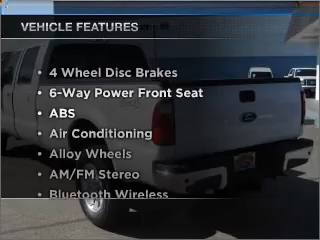 VEHICLE FEATURES
• 4 Wheel Disc Brakes
• 6-Way Power Front Seat
• ABS
• Air Conditioning
• Alloy Wheels
• AM/FM Stereo
• Bluetooth Wireless
Ford